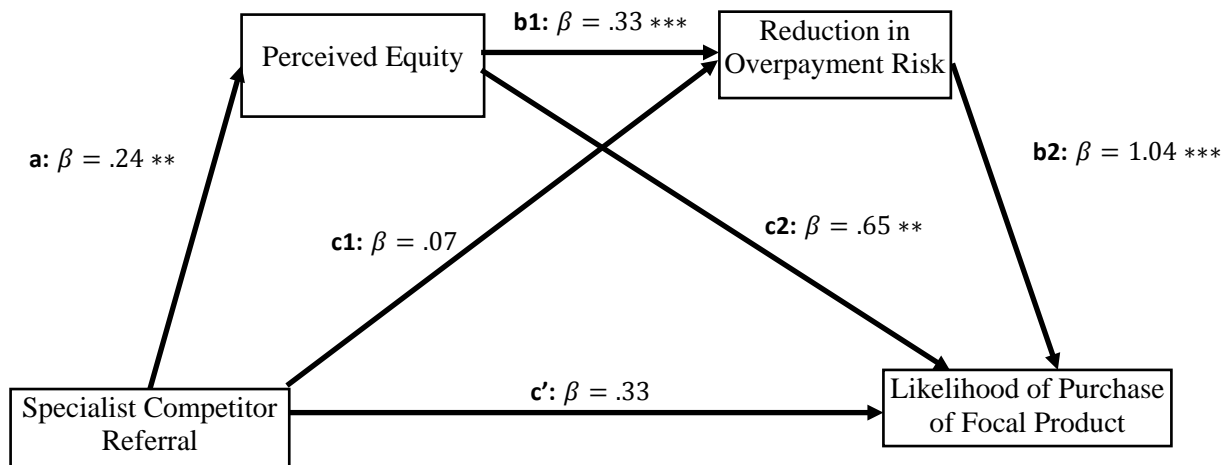 b1: β = .33 ***
Perceived Equity
Reduction in
Overpayment Risk
a: β = .24 **
b2: β = 1.04 ***
c1: β = .07
c2: β = .65 **
c’: β = .33
Specialist Competitor
Referral
Likelihood of Purchase
of Focal Product